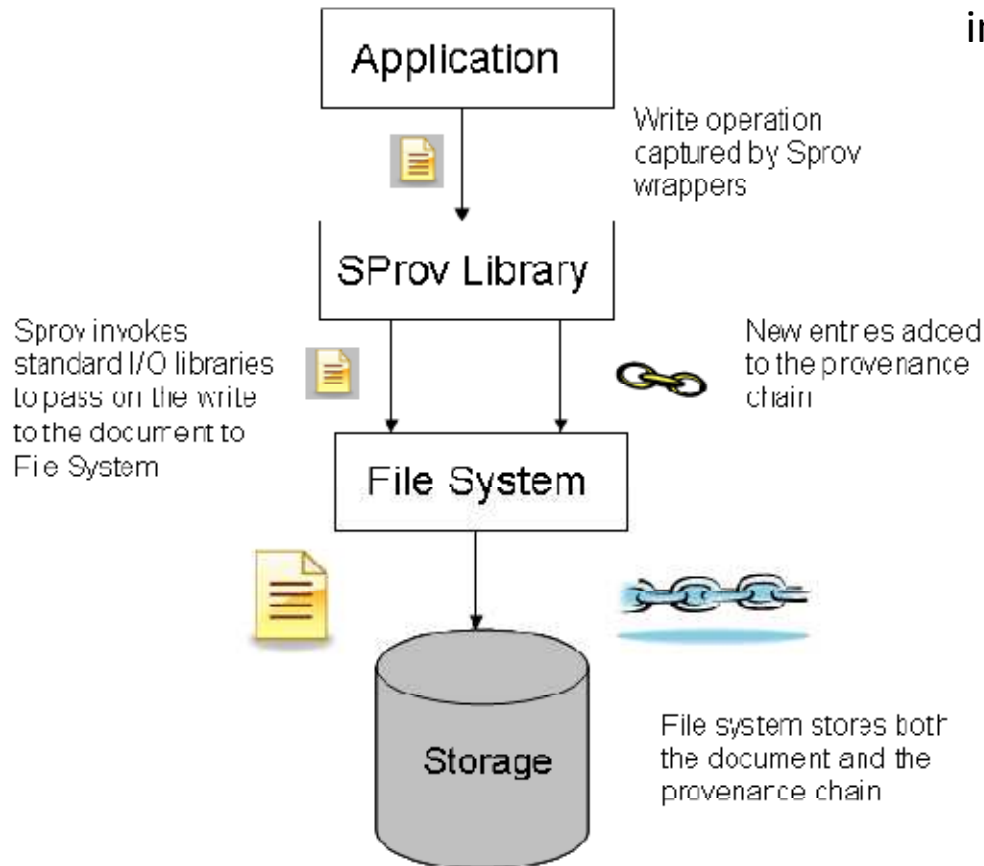 Application
Write operation
captured by Sprov
wrappers
SProv Library
Sprov invokes
standard I/O libraries
to pass on the write
to the document to
File System
New entries added
to the provenance
chain
File System
Storage
File system stores both
the document and the
provenance chain